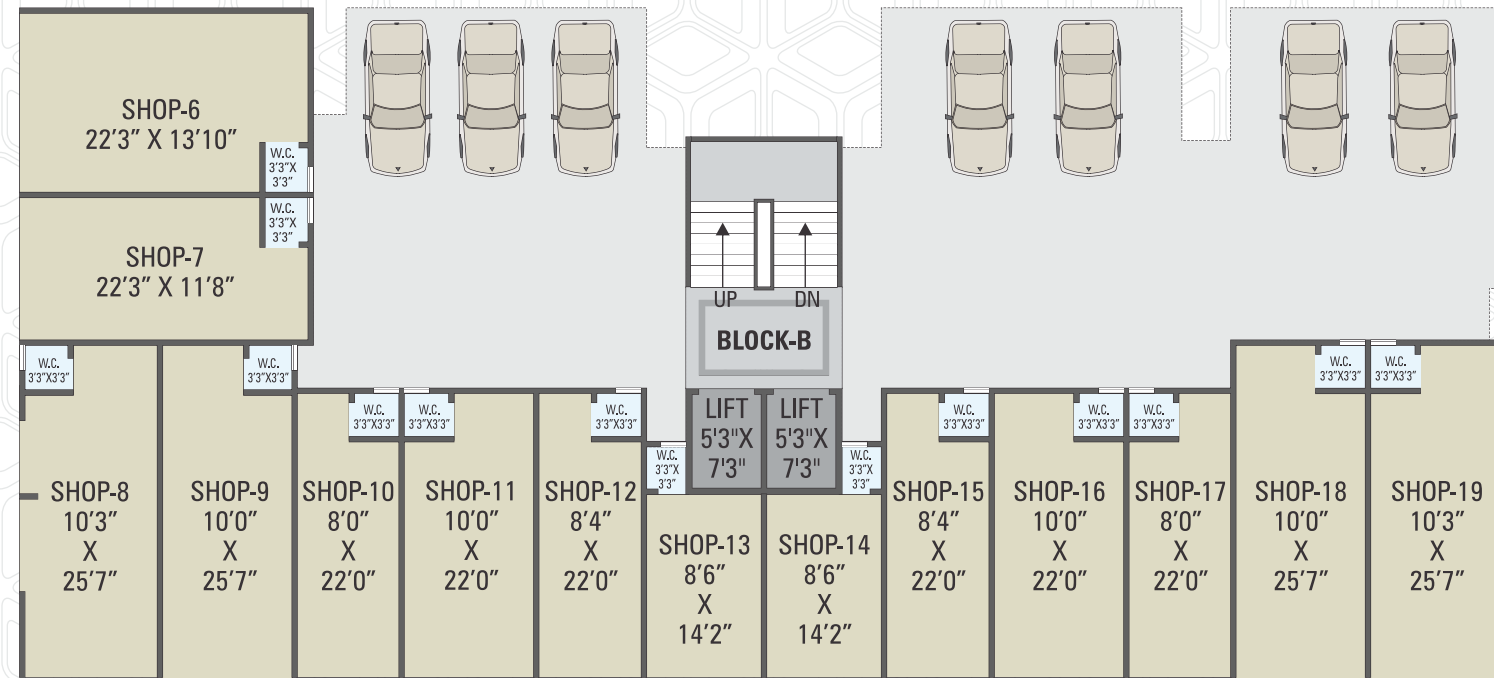 SHOP-6
22'3" X 13'10"
W.C.
3'3"X
3'3"
W.C.
3'3"X
3'3"
SHOP-7
22'3" X 11'8"
UP
DN
BLOCK-B
W.C.
3'3"X3'3"
W.C.
3'3"X3'3"
W.C.
3'3"X3'3"
W.C.
3'3"X3'3"
W.C.
3'3"X3'3"
W.C.
3'3"X3'3"
W.C.
3'3"X
3'3"
LIFT
5'3"X
7'3"
LIFT
5'3"X
7'3"
W.C.
3'3"X
3'3"
W.C.
3'3"X3'3"
W.C.
3'3"X3'3"
W.C.
3'3"X3'3"
W.C.
3'3"X3'3"
SHOP-8
10'3"
X
25'7"
SHOP-9
10'0"
X
25'7"
SHOP-10
8'0"
X
22'0"
SHOP-11
10'0"
X
22'0"
SHOP-12
8'4"
X
22'0"
SHOP-13
8'6"
X
14'2"
SHOP-14
8'6"
X
14'2"
SHOP-15
8'4"
X
22'0"
SHOP-16
10'0"
X
22'0"
SHOP-17
8'0"
X
22'0"
SHOP-18
10'0"
X
25'7"
SHOP-19
10'3"
X
25'7"